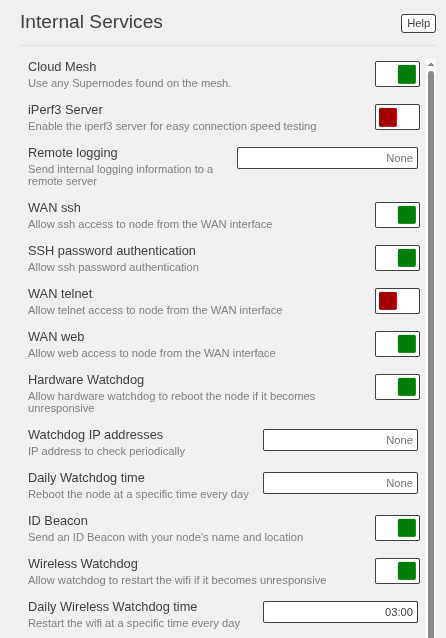 Internal Services
Help
Cloud Mesh
Use any Supernodes found on the mesh.
iPerf3 Server
Enable the iperf3 server for easy connection speed testing
Remote logging
None
Send internal logging information to a
remote server
WAN ssh
Allow ssh access to node from the WAN interface
SSH password authentication
Allow ssh password authentication
WAN telnet
Allow telnet access to node from the WAN interface
WAN web
Allow web access to node from the WAN interface
Hardware Watchdog
Allow hardware watchdog to reboot the node if it becomes
unresponsive
Watchdog IP addresses
None
IP address to check periodically
Daily Watchdog time
None
Reboot the node at a specific time every day
ID Beacon
Send an ID Beacon with your node's name and location
Wireless Watchdog
Allow watchdog to restart the wifi if it becomes unresponsive
Daily Wireless Watchdog time
03:00
Restart the wifi at a specific time every day